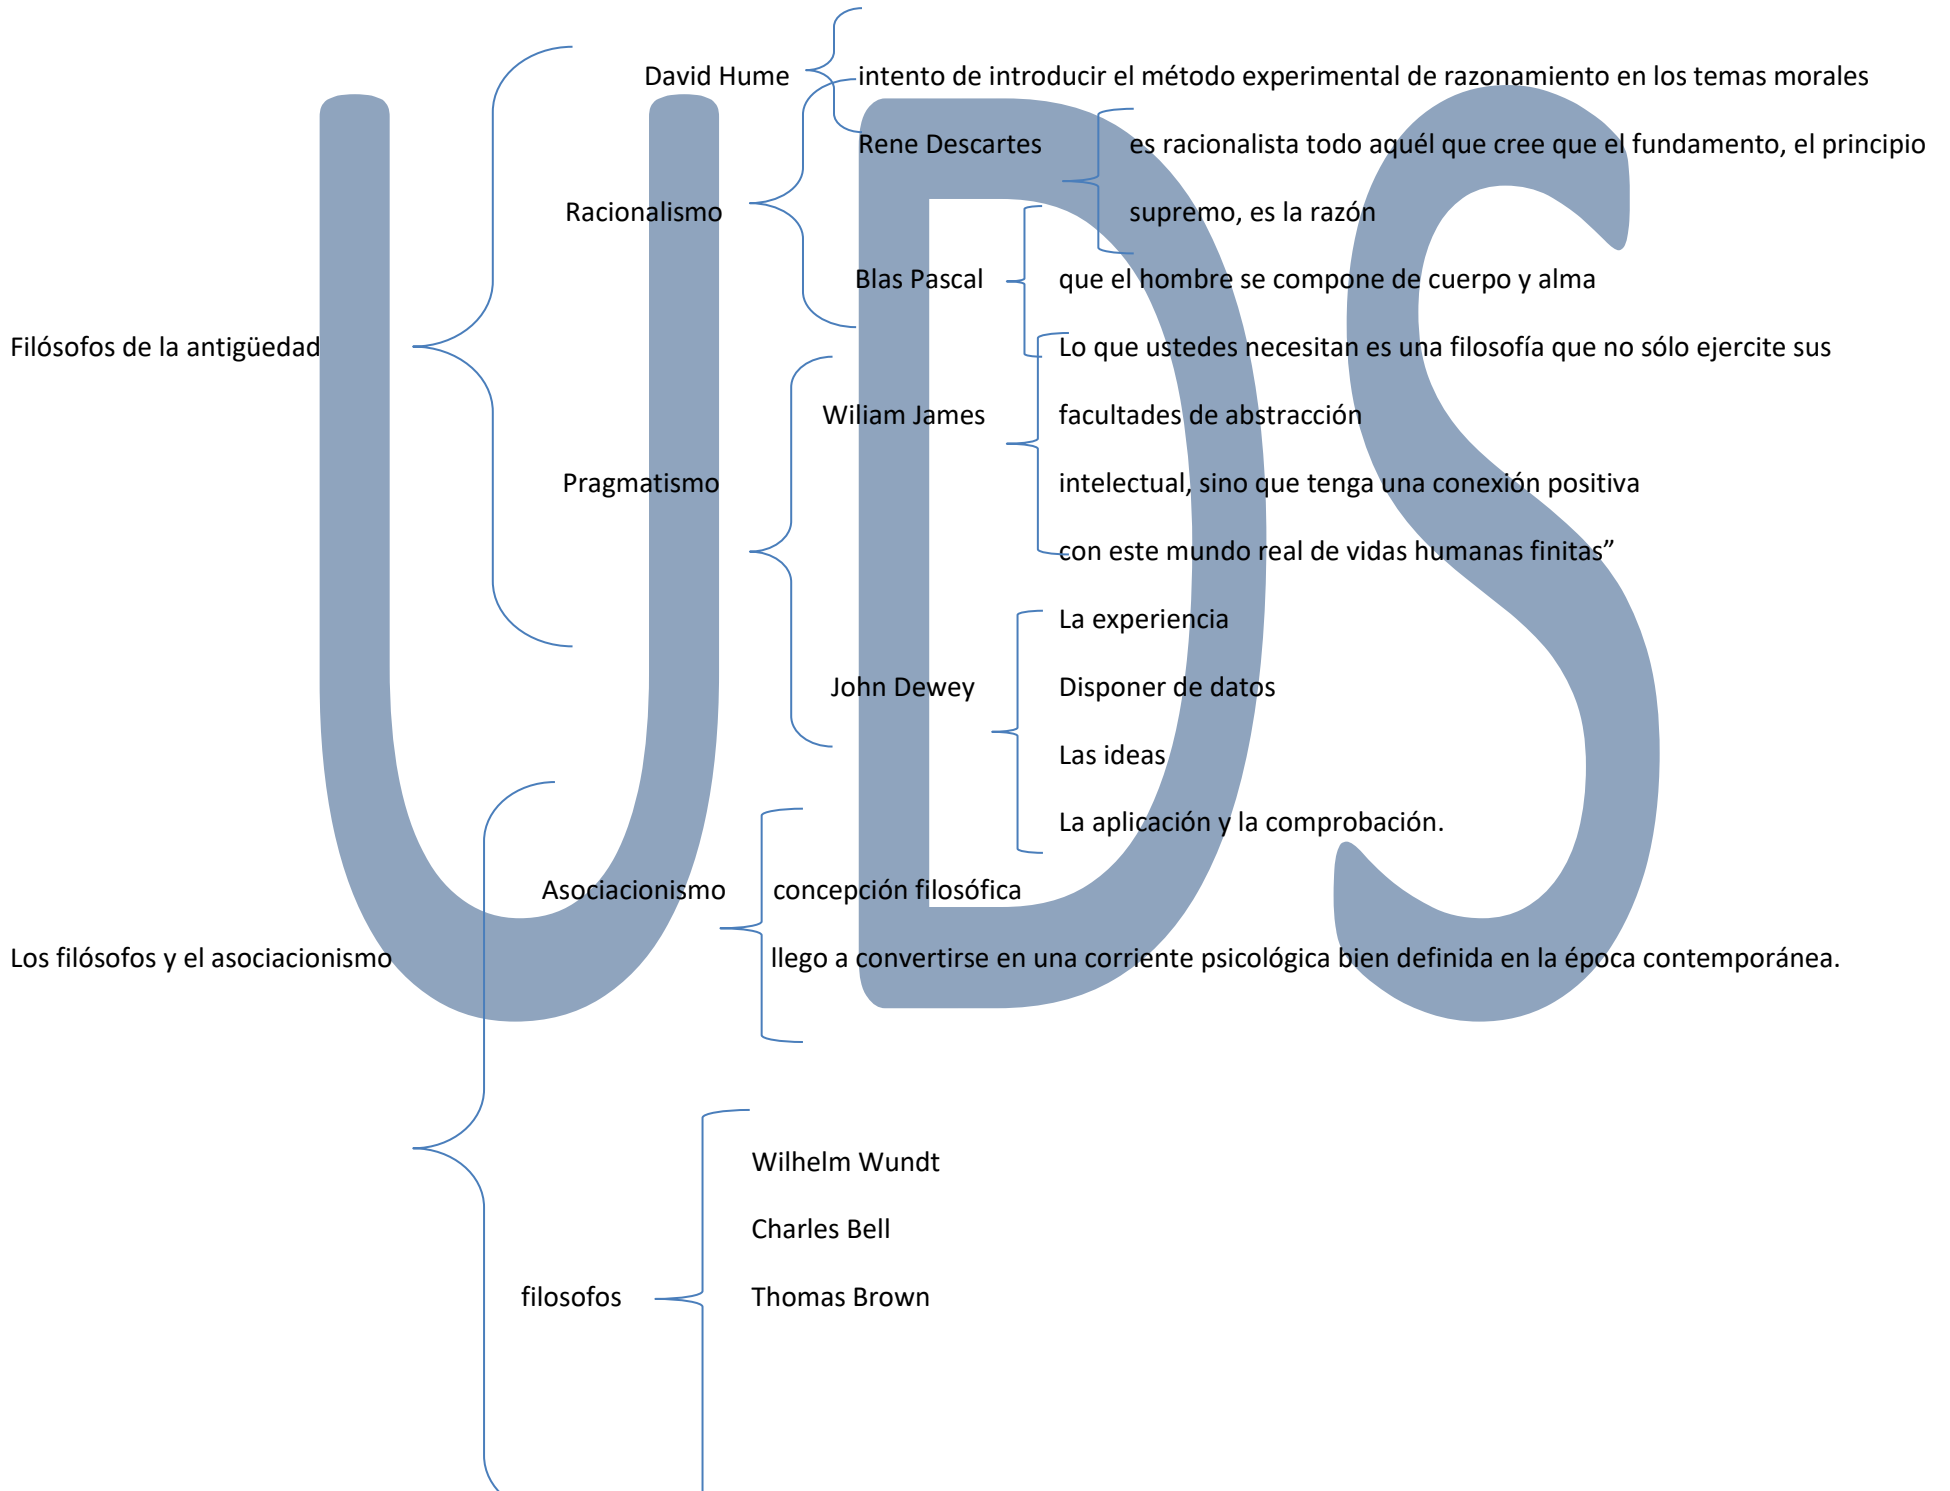 David Hume intento de introducir el método experimental de razonamiento en los temas morales
Rene Descartes es racionalista todo aquél que cree que el fundamento, el principio
Racionalismo supremo, es la razón
Blas Pascal que el hombre se compone de cuerpo y alma
Filósofos de la antigüedad Lo que ustedes necesitan es una filosofía que no sólo ejercite sus
Wiliam James facultades de abstracción
Pragmatismo intelectual, sino que tenga una conexión positiva
con este mundo real de vidas humanas finitas”
La experiencia
John Dewey Disponer de datos
Las ideas
La aplicación y la comprobación.
Asociacionismo concepción filosófica
Los filósofos y el asociacionismo llego a convertirse en una corriente psicológica bien definida en la época contemporánea.
Wilhelm Wundt
Charles Bell
filosofos Thomas Brown
UDS